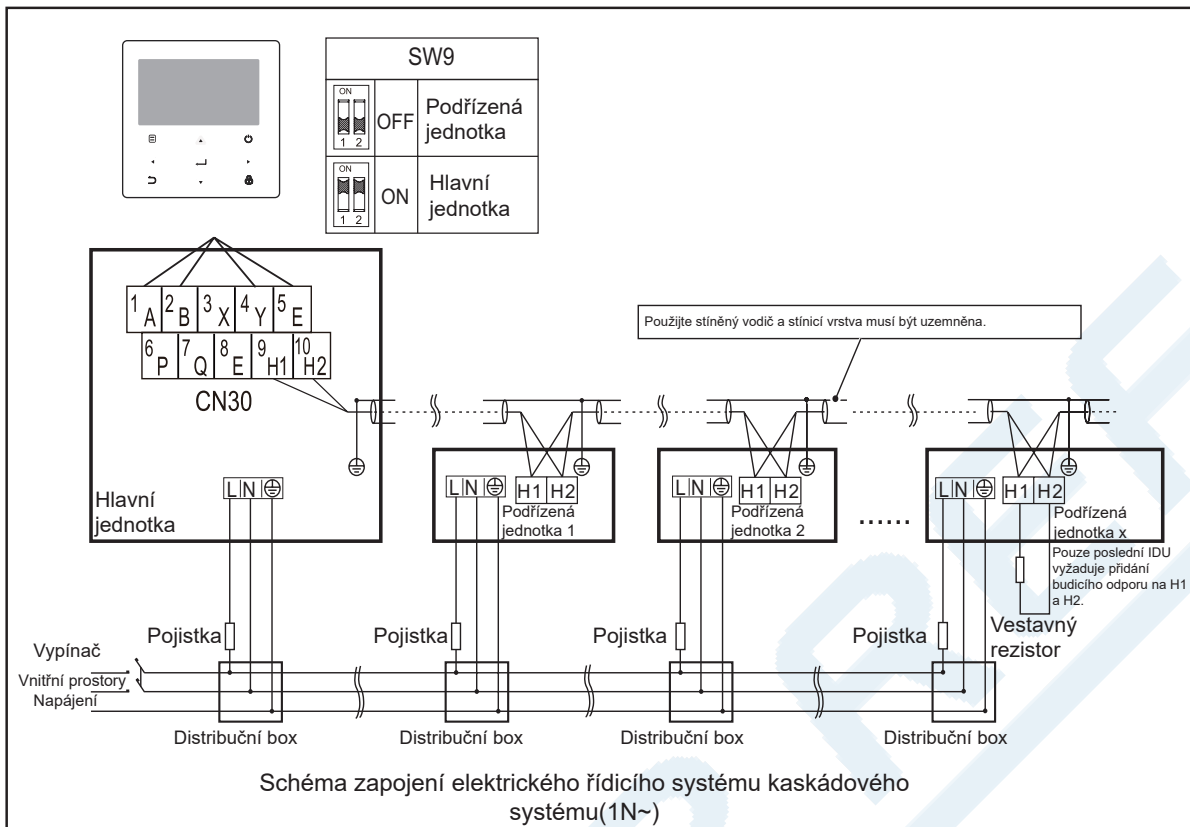 SW9
ON
1 2
OFF
Podřízená
jednotka
ON
1 2
ON
Hlavní
jednotka
1 A
2 B
3 X
4 Y
5 E
6 P
7 Q
8 E
9 H1
10 H2
CN30
Použijte stíněný vodič a stínicí vrstva musí být uzemněna.
Hlavní
jednotka
L N
L N
H1 H2
Podřízená
jednotka 1
L N
H1 H2
Podřízená
jednotka 2
......
L N
H1 H2
Podřízená
jednotka x
Pouze poslední IDU
vyžaduje přidání
budicího odporu na H1
a H2.
Vestavný
rezistor
Pojistka
Pojistka
Pojistka
Pojistka
Vypínač
Vnitřní prostory
Napájení
Distribuční box
Distribuční box
Distribuční box
Distribuční box
Schéma zapojení elektrického řídicího systému kaskádového
systému(1N~)